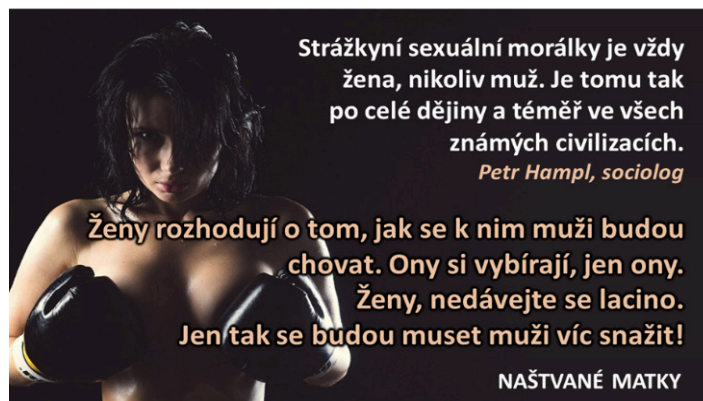 Strážkyní sexuální morálky je vždy
žena, nikoliv muž. Je tomu tak
po celé dějiny a téměř ve všech
známých civilizacích.
Petr Hampl, sociolog
Ženy rozhodují o tom, jak se k nim muži budou
chovat. Ony si vybírají, jen ony.
Ženy, nedávejte se lacino.
Jen tak se budou muset muži víc snažit!
NAŠTVANÉ MATKY